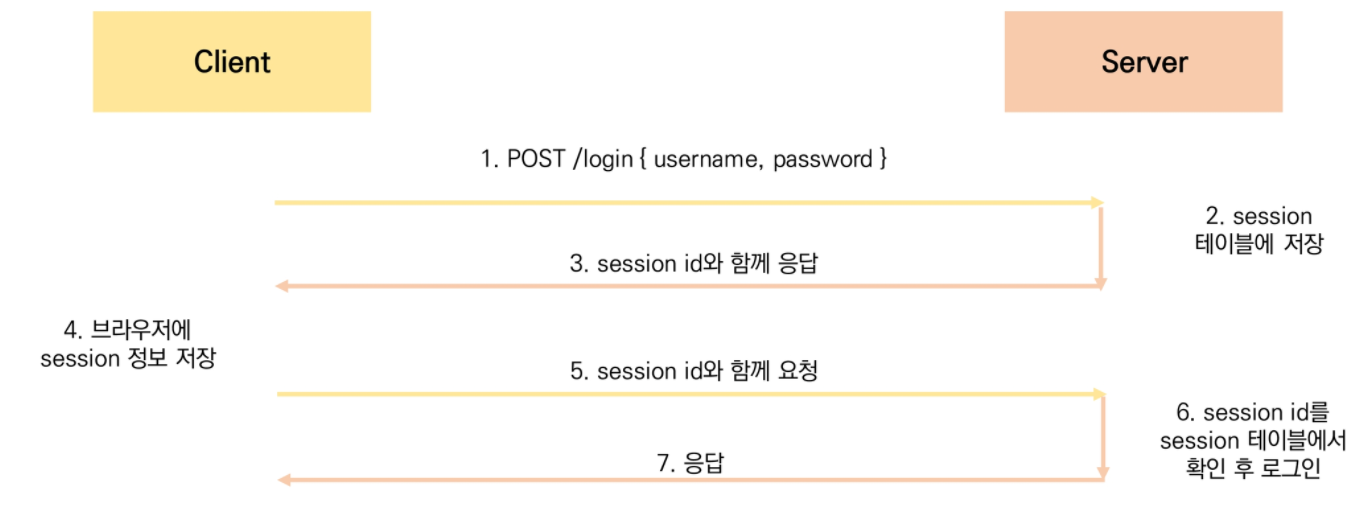 Client
Server
1. POST /login { username, password }
2. session
테이블에 저장
3. session id와 함께 응답
4. 브라우저에
session 정보 저장
5. session id와 함께 요청
6. session id를
session 테이블에서
확인 후 로그인
7. 응답